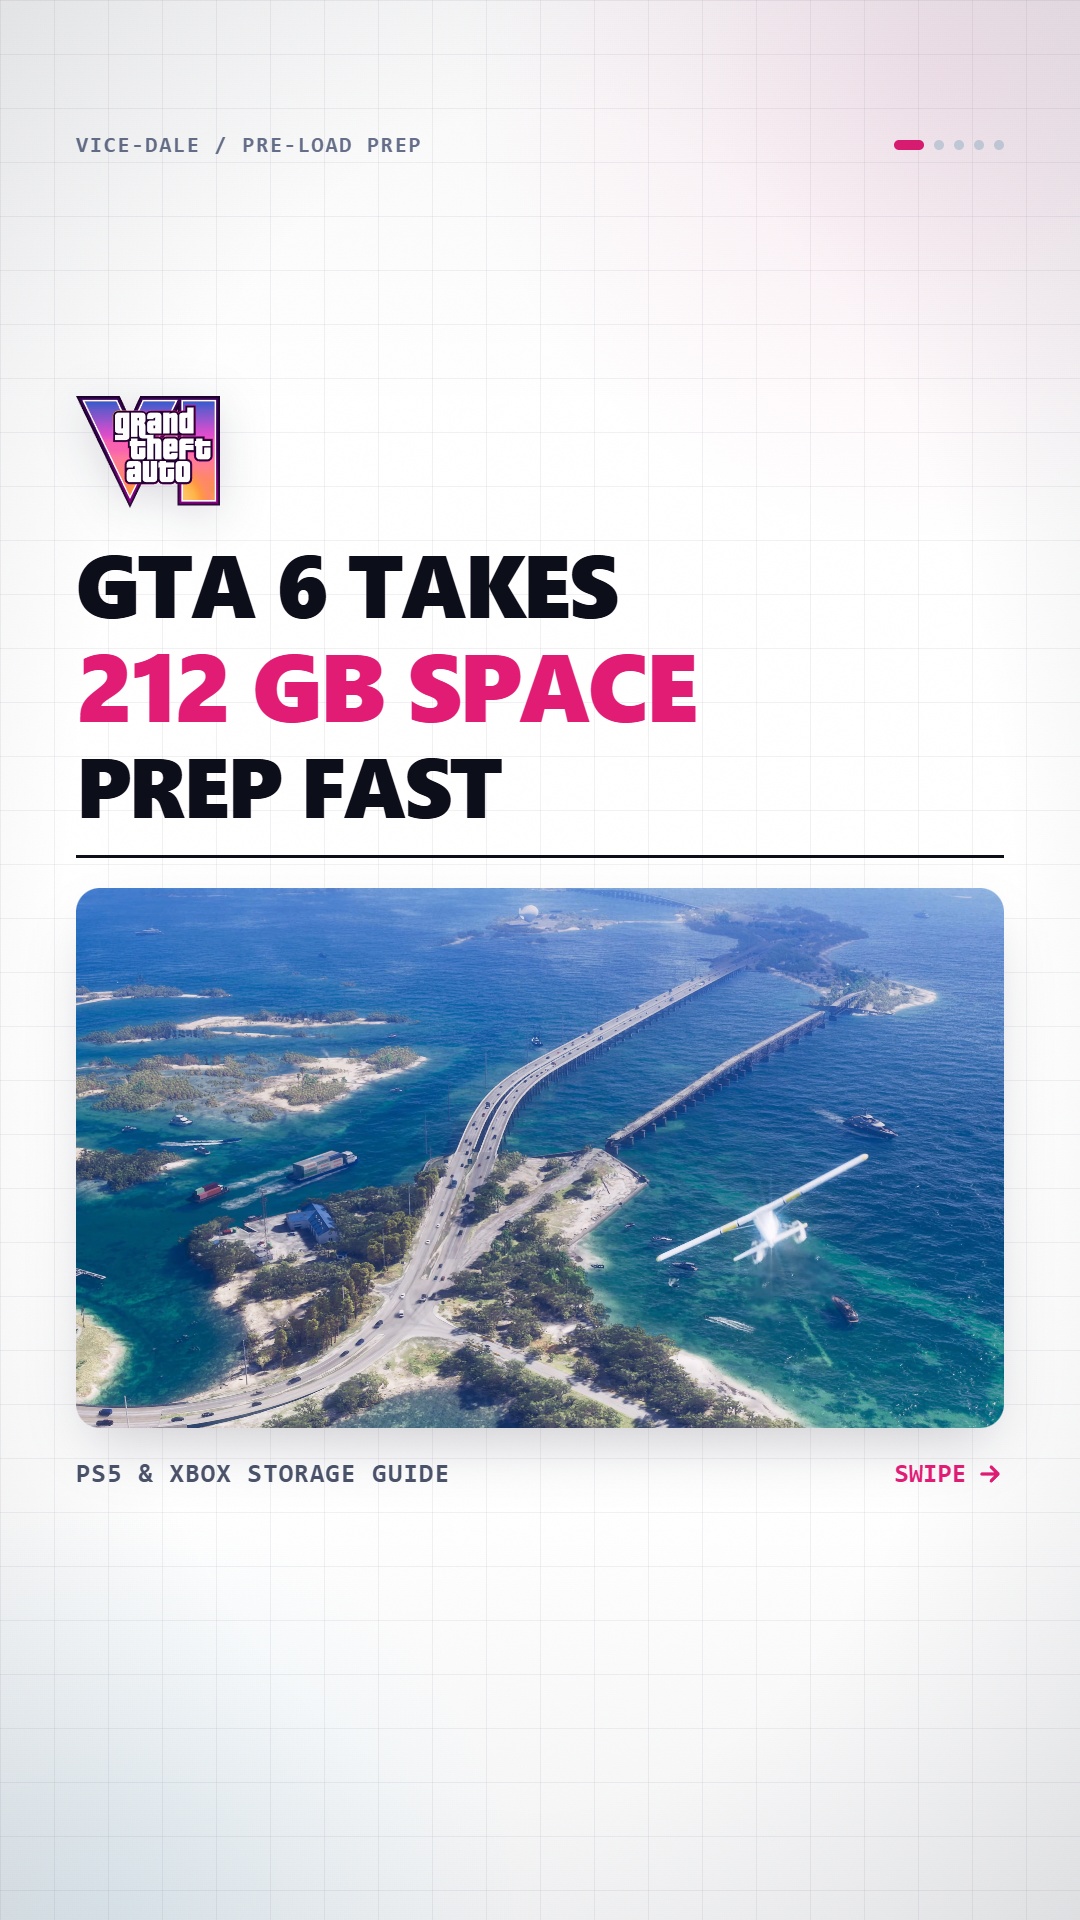 VICE-DALE / PRE-LOAD PREP
grand
theft
auto
VI
GTA 6 TAKES
212 GB SPACE
PREP FAST
PS5 & XBOX STORAGE GUIDE
SWIPE →